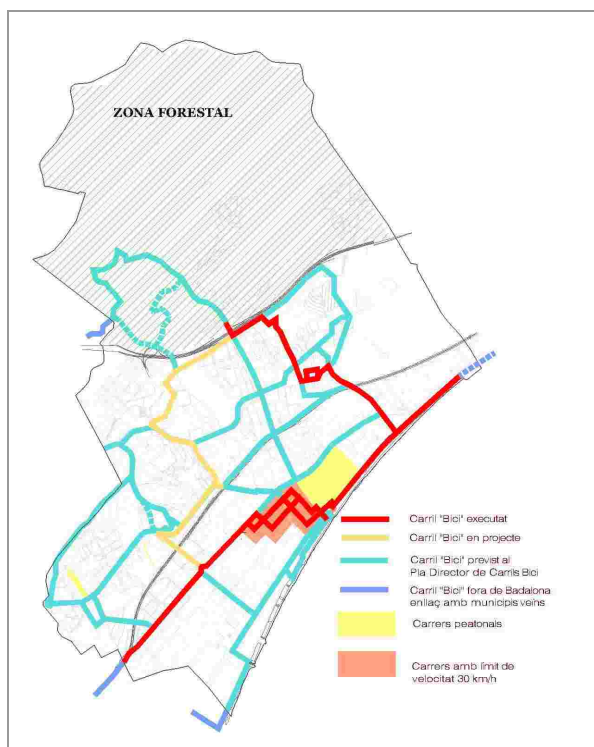 ZONA FORESTAL
Carril "Bici" executat
Carril "Bici" en projecte
Carril "Bici" previst al
Pla Director de Carrils Bici
Carril "Bici" fora de Badalona
enllaç amb municipis veïns
Carrers peatonals
Carrers amb límit de
velocitat 30 km/h